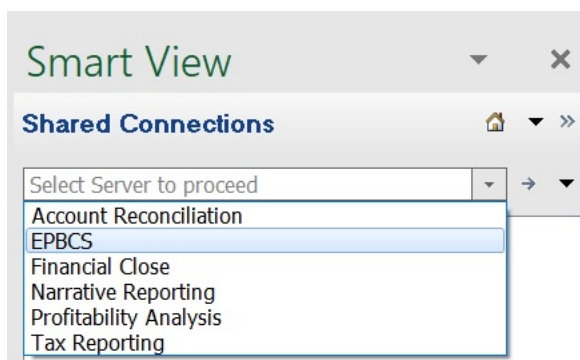 Smart View
Shared Connections
Select Server to proceed
Account Reconciliation
EPBCS
Financial Close
Narrative Reporting
Profitability Analysis
Tax Reporting